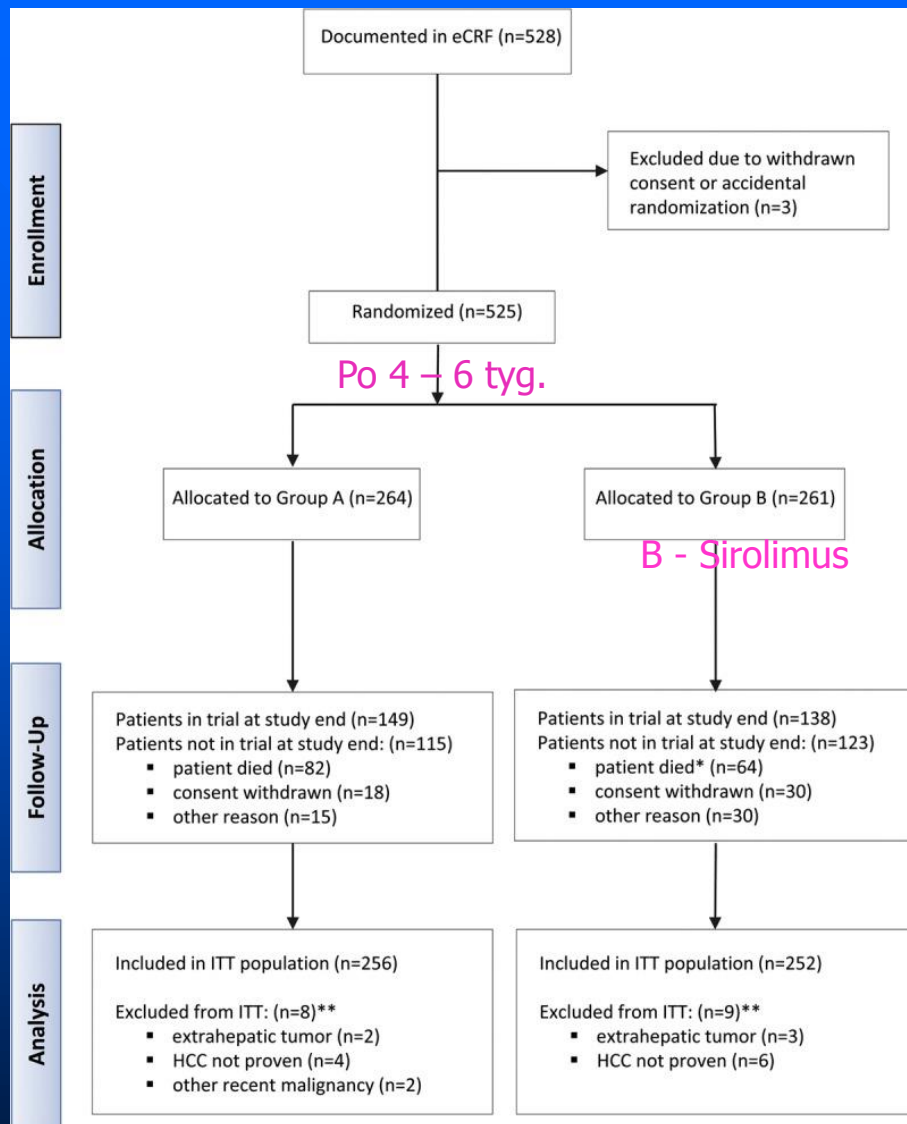 Documented in eCRF (n=528)
Enrollment
Excluded due to withdrawn
consent or accidental
randomization (n=3)
Randomized (n=525)
Po 4 – 6 tyg.
Allocation
Allocated to Group A (n=264)
Allocated to Group B (n=261)
B - Sirolimus
Follow-Up
Patients in trial at study end (n=149)
Patients not in trial at study end: (n=115)
▪ patient died (n=82)
▪ consent withdrawn (n=18)
▪ other reason (n=15)
Patients in trial at study end (n=138)
Patients not in trial at study end: (n=123)
▪ patient died* (n=64)
▪ consent withdrawn (n=30)
▪ other reason (n=30)
Analysis
Included in ITT population (n=256)
Excluded from ITT: (n=8)**
▪ extrahepatic tumor (n=2)
▪ HCC not proven (n=4)
▪ other recent malignancy (n=2)
Included in ITT population (n=252)
Excluded from ITT: (n=9)**
▪ extrahepatic tumor (n=3)
▪ HCC not proven (n=6)